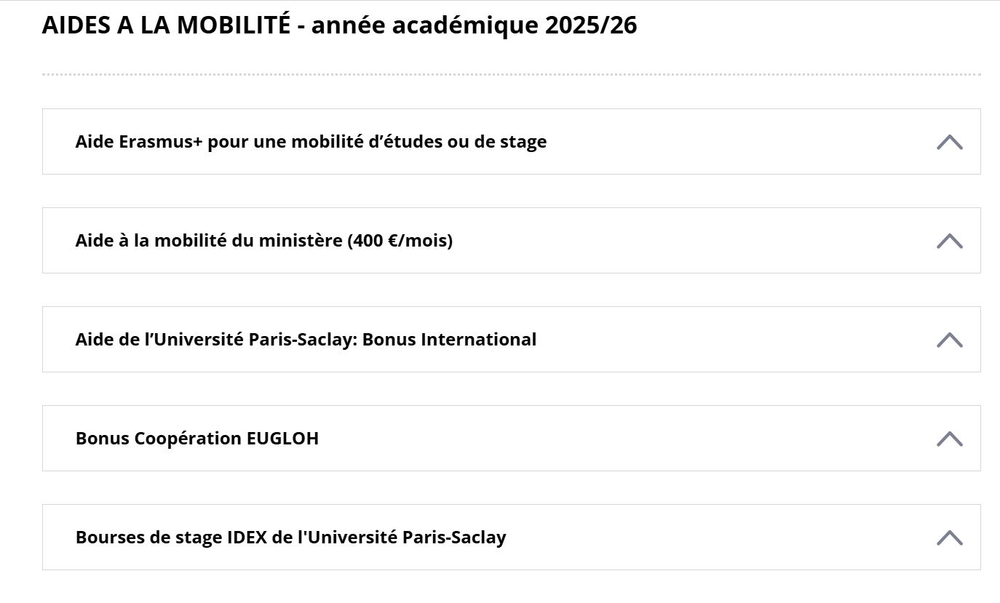 AIDES A LA MOBILITÉ - année académique 2025/26
Aide Erasmus+ pour une mobilité d’études ou de stage
Aide à la mobilité du ministère (400 €/mois)
Aide de l’Université Paris-Saclay: Bonus International
Bonus Coopération EUGLOH
Bourses de stage IDEX de l'Université Paris-Saclay